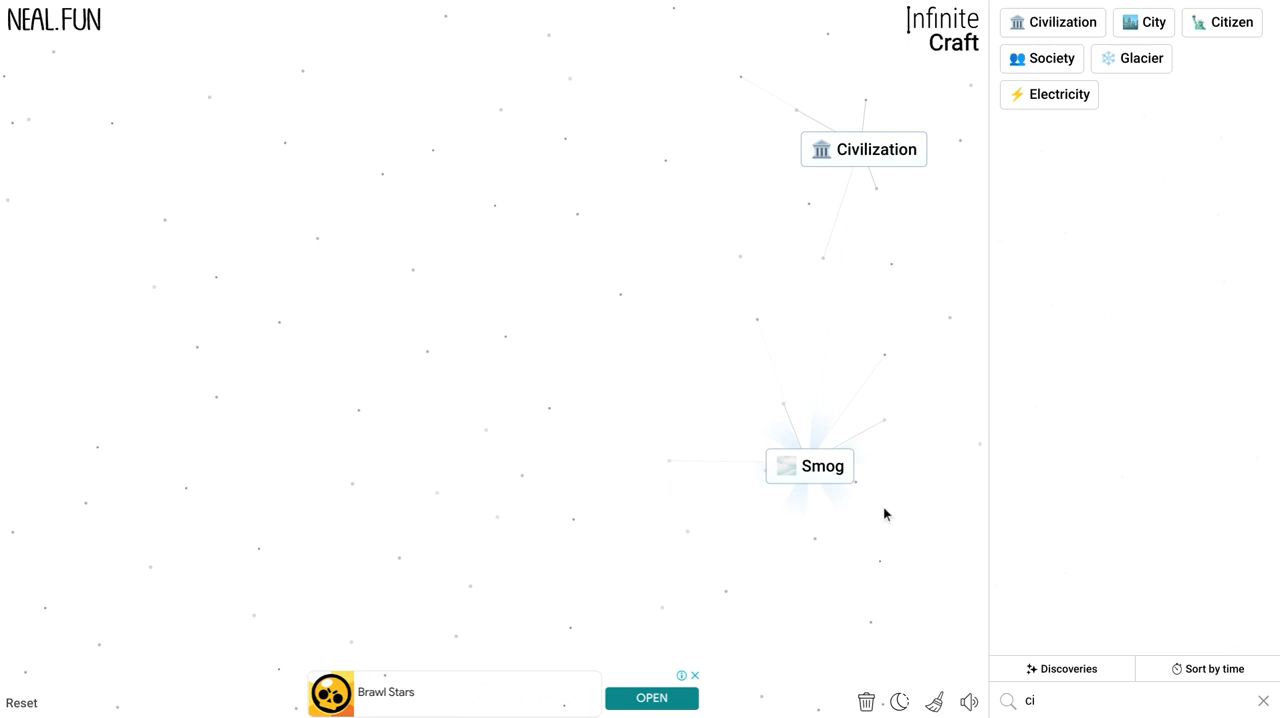 NEAL.FUN
Infinite
Craft
Civilization
City
Citizen
Society
Glacier
Electricity
Civilization
Smog
Discoveries
Sort by time
ci
Reset
Brawl Stars
OPEN